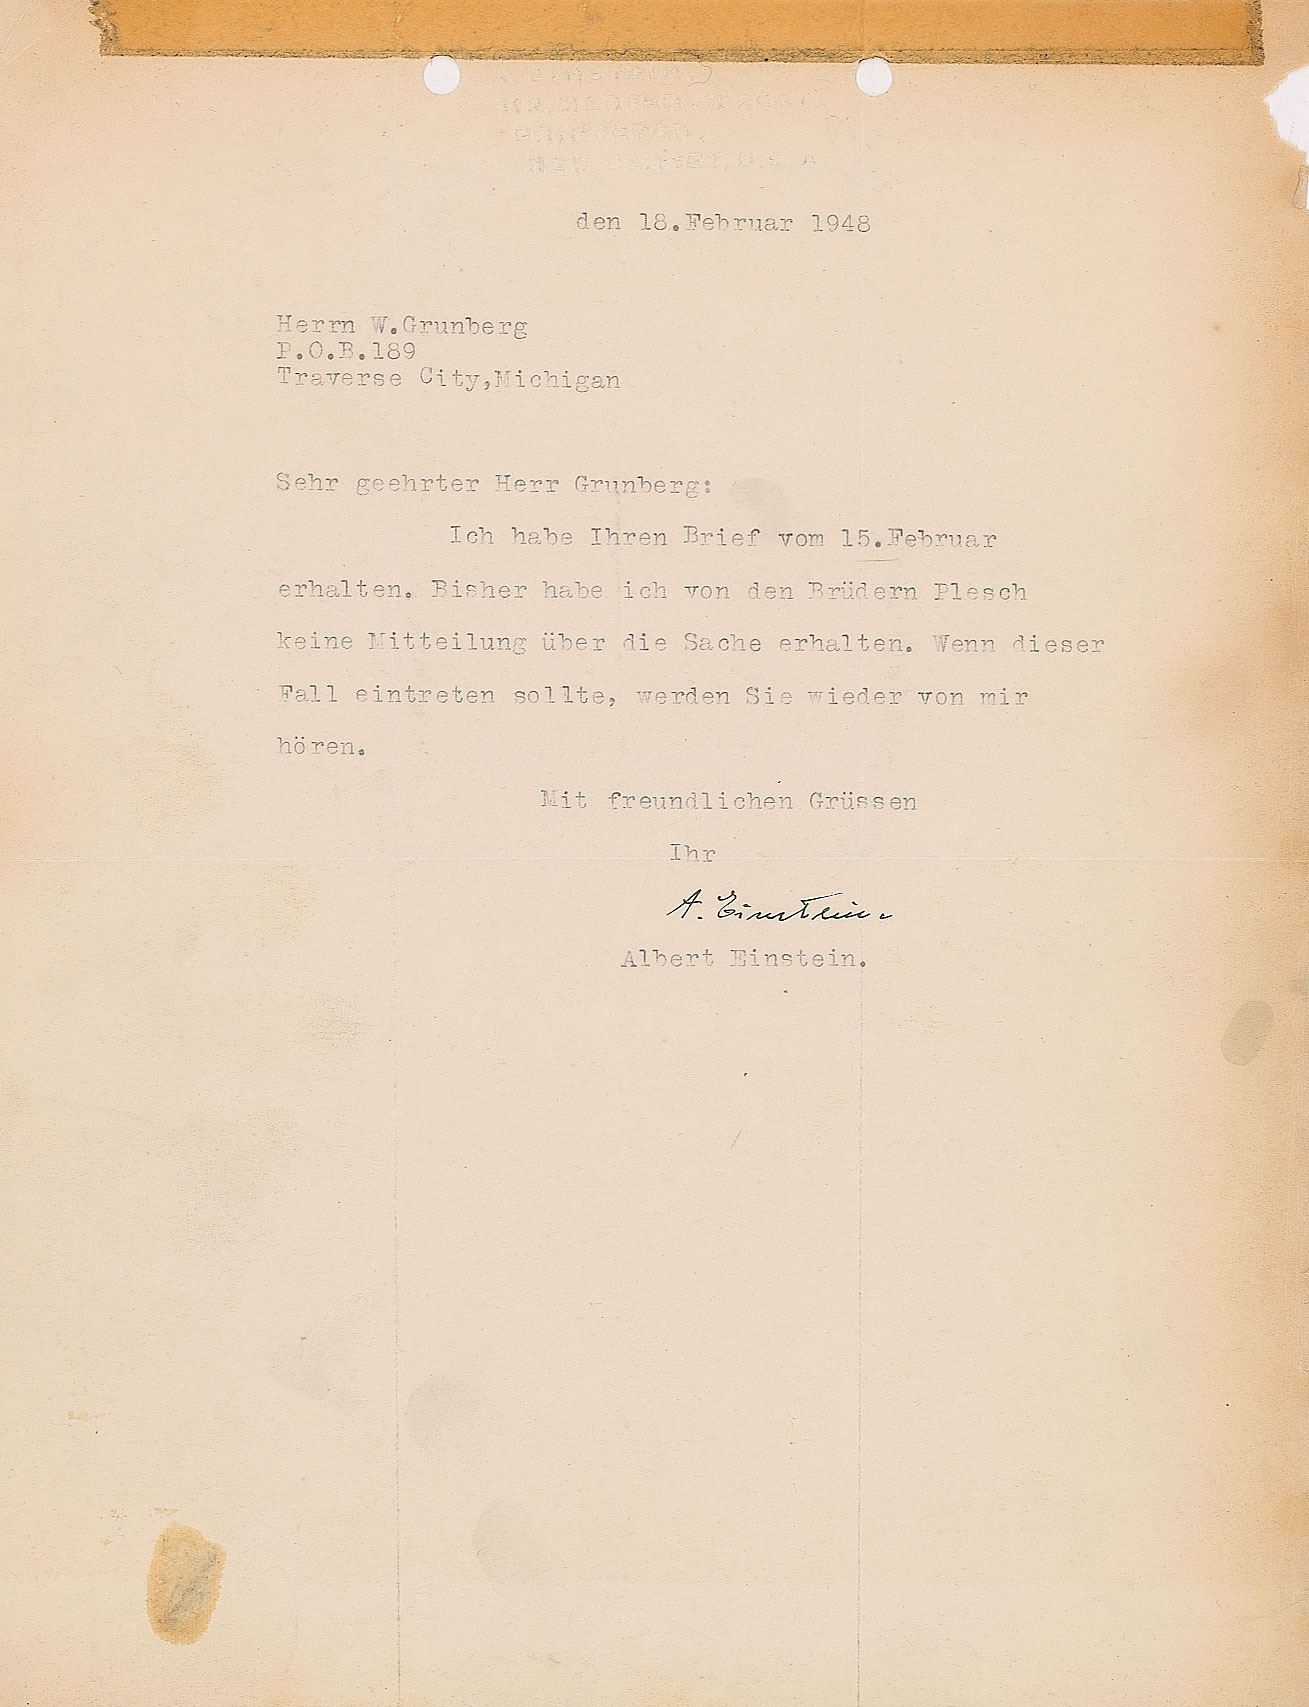 den 18.Februar 1948
Herrn W.Grunberg
P.O.B.189
Traverse City,Michigan
Sehr geehrter Herr Grunberg:
Ich habe Ihren Brief vom 15.Februar
erhalten. Bisher habe ich von den Brüdern Plesch
keine Mitteilung über die Sache erhalten. Wenn dieser
Fall eintreten sollte, werden Sie wieder von mir
hören.
Mit freundlichen Grüssen
Ihr
A. Einstein.
Albert Einstein.